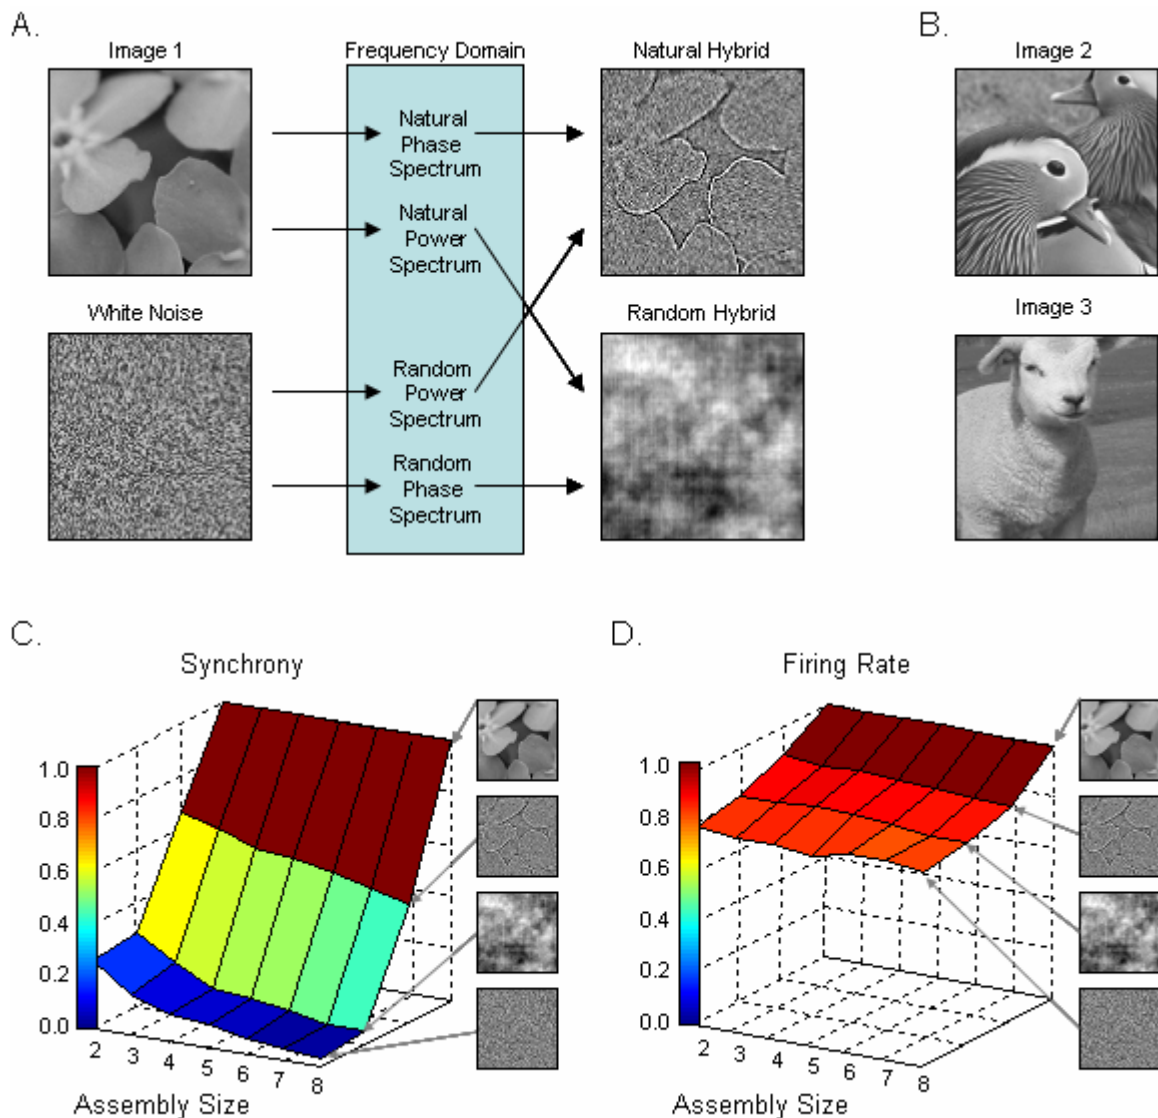 A.
B.
Image 1
Frequency Domain
Natural Hybrid
Image 2
Natural
Phase
Spectrum
Natural
Power
Spectrum
White Noise
Random Hybrid
Image 3
Random
Power
Spectrum
Random
Phase
Spectrum
C.
Synchrony
1.0
0.8
0.6
0.4
0.2
0.0
2
3
4
5
6
7
8
Assembly Size
D.
Firing Rate
1.0
0.8
0.6
0.4
0.2
0.0
2
3
4
5
6
7
8
Assembly Size